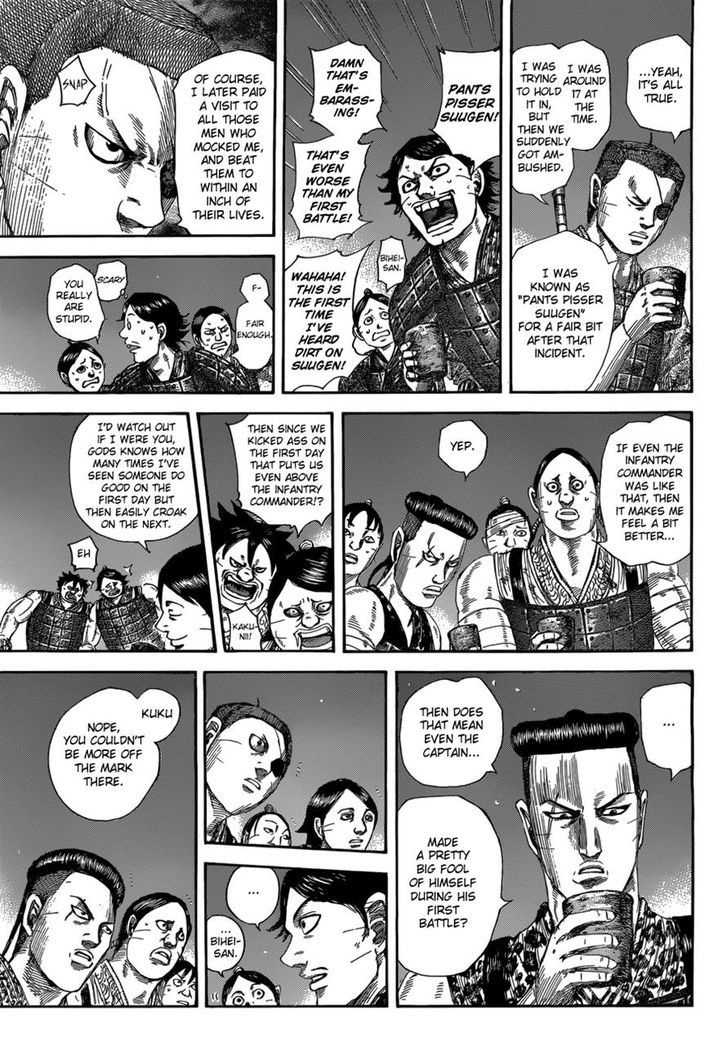 ...YEAH,
IT'S ALL
TRUE.
I WAS
AROUND
17 AT
THE
TIME.
I WAS
TRYING
TO HOLD
IT IN,
BUT
THEN WE
SUDDENLY
GOT AM-
BUSHED.
I WAS
KNOWN AS
"PANTS PISSER
SUUGEN"
FOR A FAIR BIT
AFTER THAT
INCIDENT.
PANTS
PISSER
SUUGEN!
DAMN
THAT'S
EM-
BARASS-
ING!
THAT'S
EVEN
WORSE
THAN MY
FIRST
BATTLE!
BIHEI-
SAN.
WAHAHA!
THIS IS
THE FIRST
TIME
I'VE
HEARD
DIRT ON
SUUGEN!
OF COURSE,
I LATER PAID
A VISIT TO
ALL THOSE
MEN WHO
MOCKED ME,
AND BEAT
THEM TO
WITHIN AN
INCH OF
THEIR LIVES.
SNAP
F-
FAIR
ENOUGH.
SCARY
YOU
REALLY
ARE
STUPID.
IF EVEN THE
INFANTRY
COMMANDER
WAS LIKE
THAT, THEN
IT MAKES ME
FEEL A BIT
BETTER...
YEP.
THEN SINCE WE
KICKED ASS ON
THE FIRST DAY
THAT PUTS US
EVEN ABOVE
THE INFANTRY
COMMANDER!?
KAKU-
NII!
I'D WATCH OUT
IF I WERE YOU,
GODS KNOWS HOW
MANY TIMES I'VE
SEEN SOMEONE DO
GOOD ON THE
FIRST DAY BUT
THEN EASILY CROAK
ON THE NEXT.
EH
...
THEN DOES
THAT MEAN
EVEN THE
CAPTAIN...
MADE
A PRETTY
BIG FOOL
OF HIMSELF
DURING HIS
FIRST
BATTLE?
...
...
BIHEI-
SAN.
KUKU
NOPE,
YOU COULDN'T
BE MORE OFF
THE MARK
THERE.